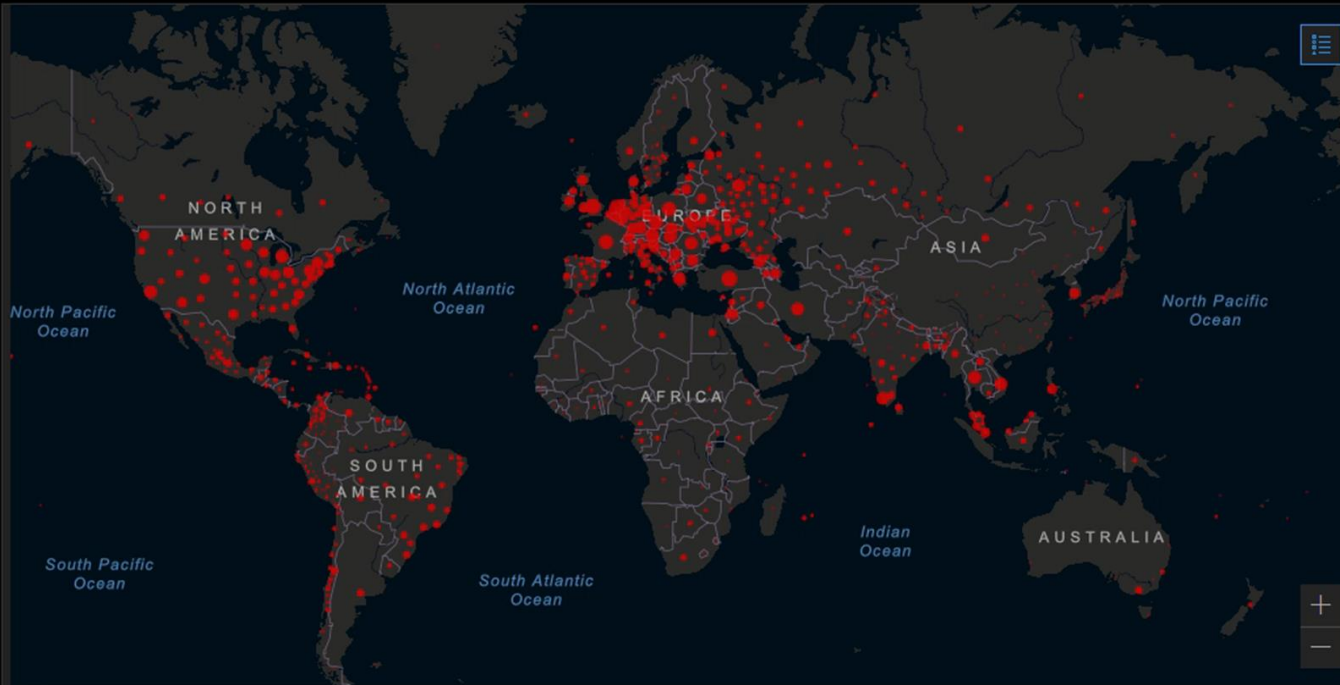 NORTH
AMERICA
EUROPE
ASIA
North Atlantic
Ocean
North Pacific
Ocean
North Pacific
Ocean
AFRICA
SOUTH
AMERICA
Indian
Ocean
AUSTRALIA
South Pacific
Ocean
South Atlantic
Ocean